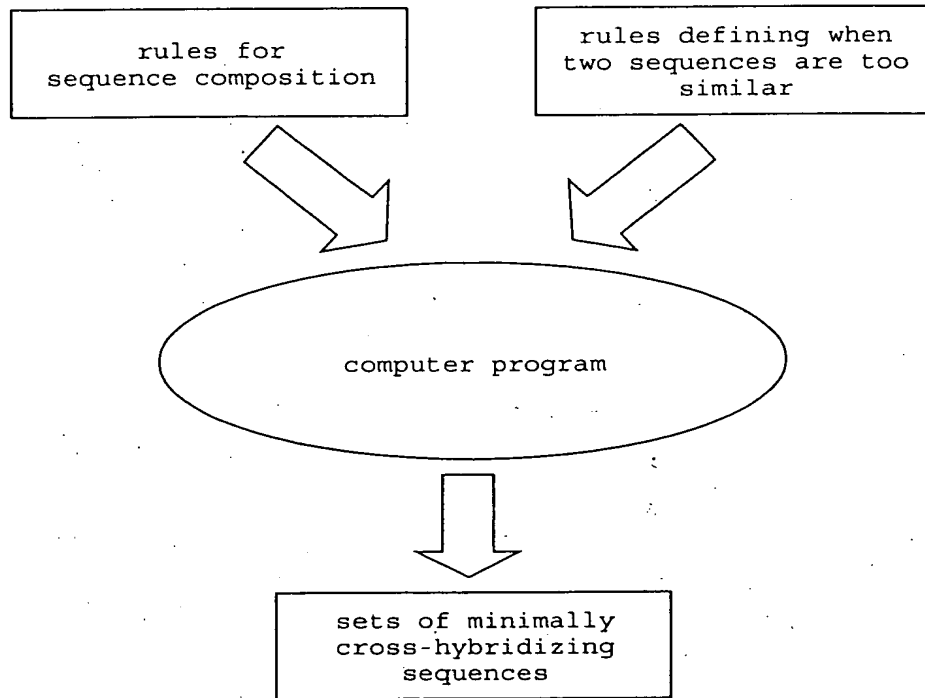 rules for
sequence composition
rules defining when
two sequences are too
similar
computer program
sets of minimally
cross-hybridizing
sequences